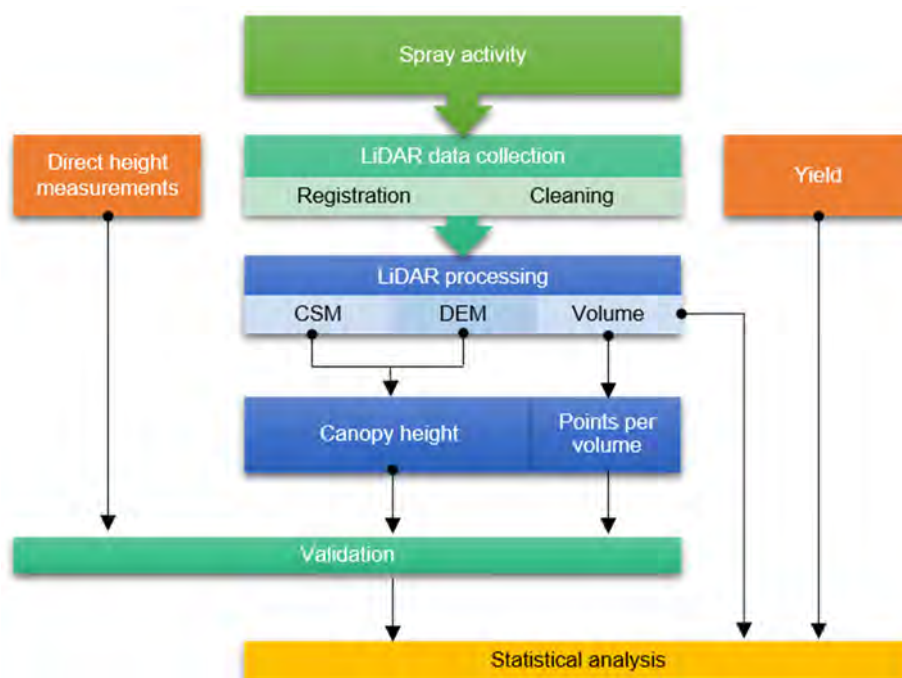 Spray activity
Direct height
measurements
LiDAR data collection
Registration
Cleaning
Yield
LiDAR processing
CSM
DEM
Volume
Canopy height
Points per
volume
Validation
Statistical analysis